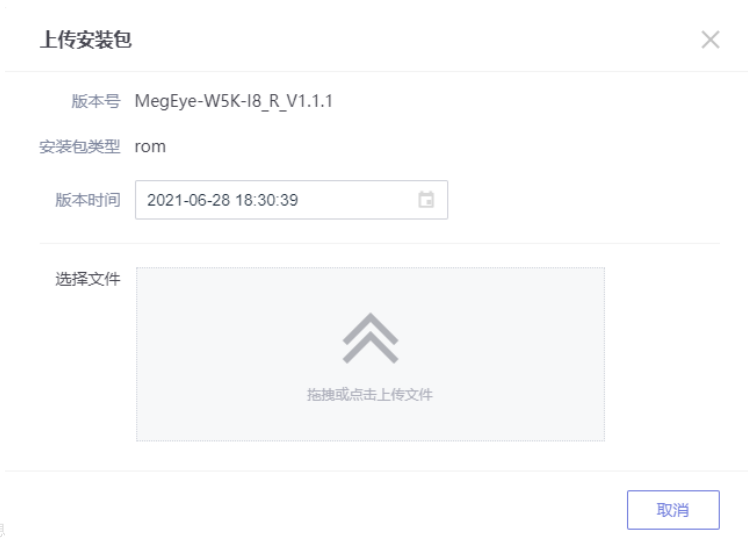 上传安装包
版本号 MegEye-W5K-I8_R_V1.1.1
安装包类型 rom
版本时间 2021-06-28 18:30:39
选择文件
拖拽或点击上传文件
取消